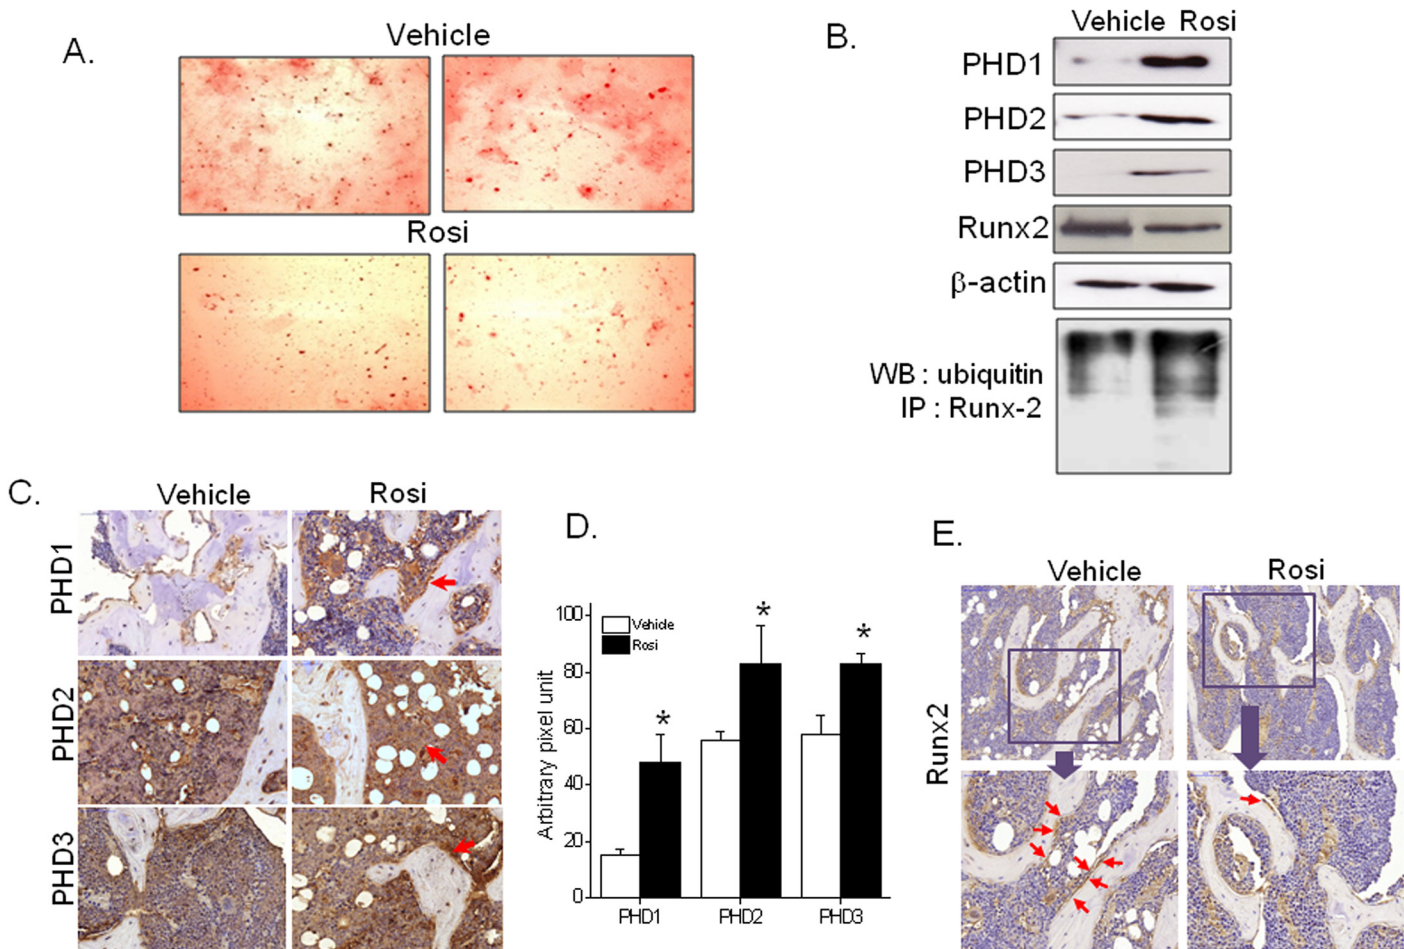 A.
Vehicle
Rosi
B.
Vehicle Rosi
PHD1
PHD2
PHD3
Runx2
β-actin
WB : ubiquitin
IP : Runx-2
C.
Vehicle
Rosi
PHD1
PHD2
PHD3
D.
Arbitrary pixel unit
100
80
60
40
20
0
Vehicle
Rosi
*
*
*
PHD1
PHD2
PHD3
E.
Vehicle
Rosi
Runx2